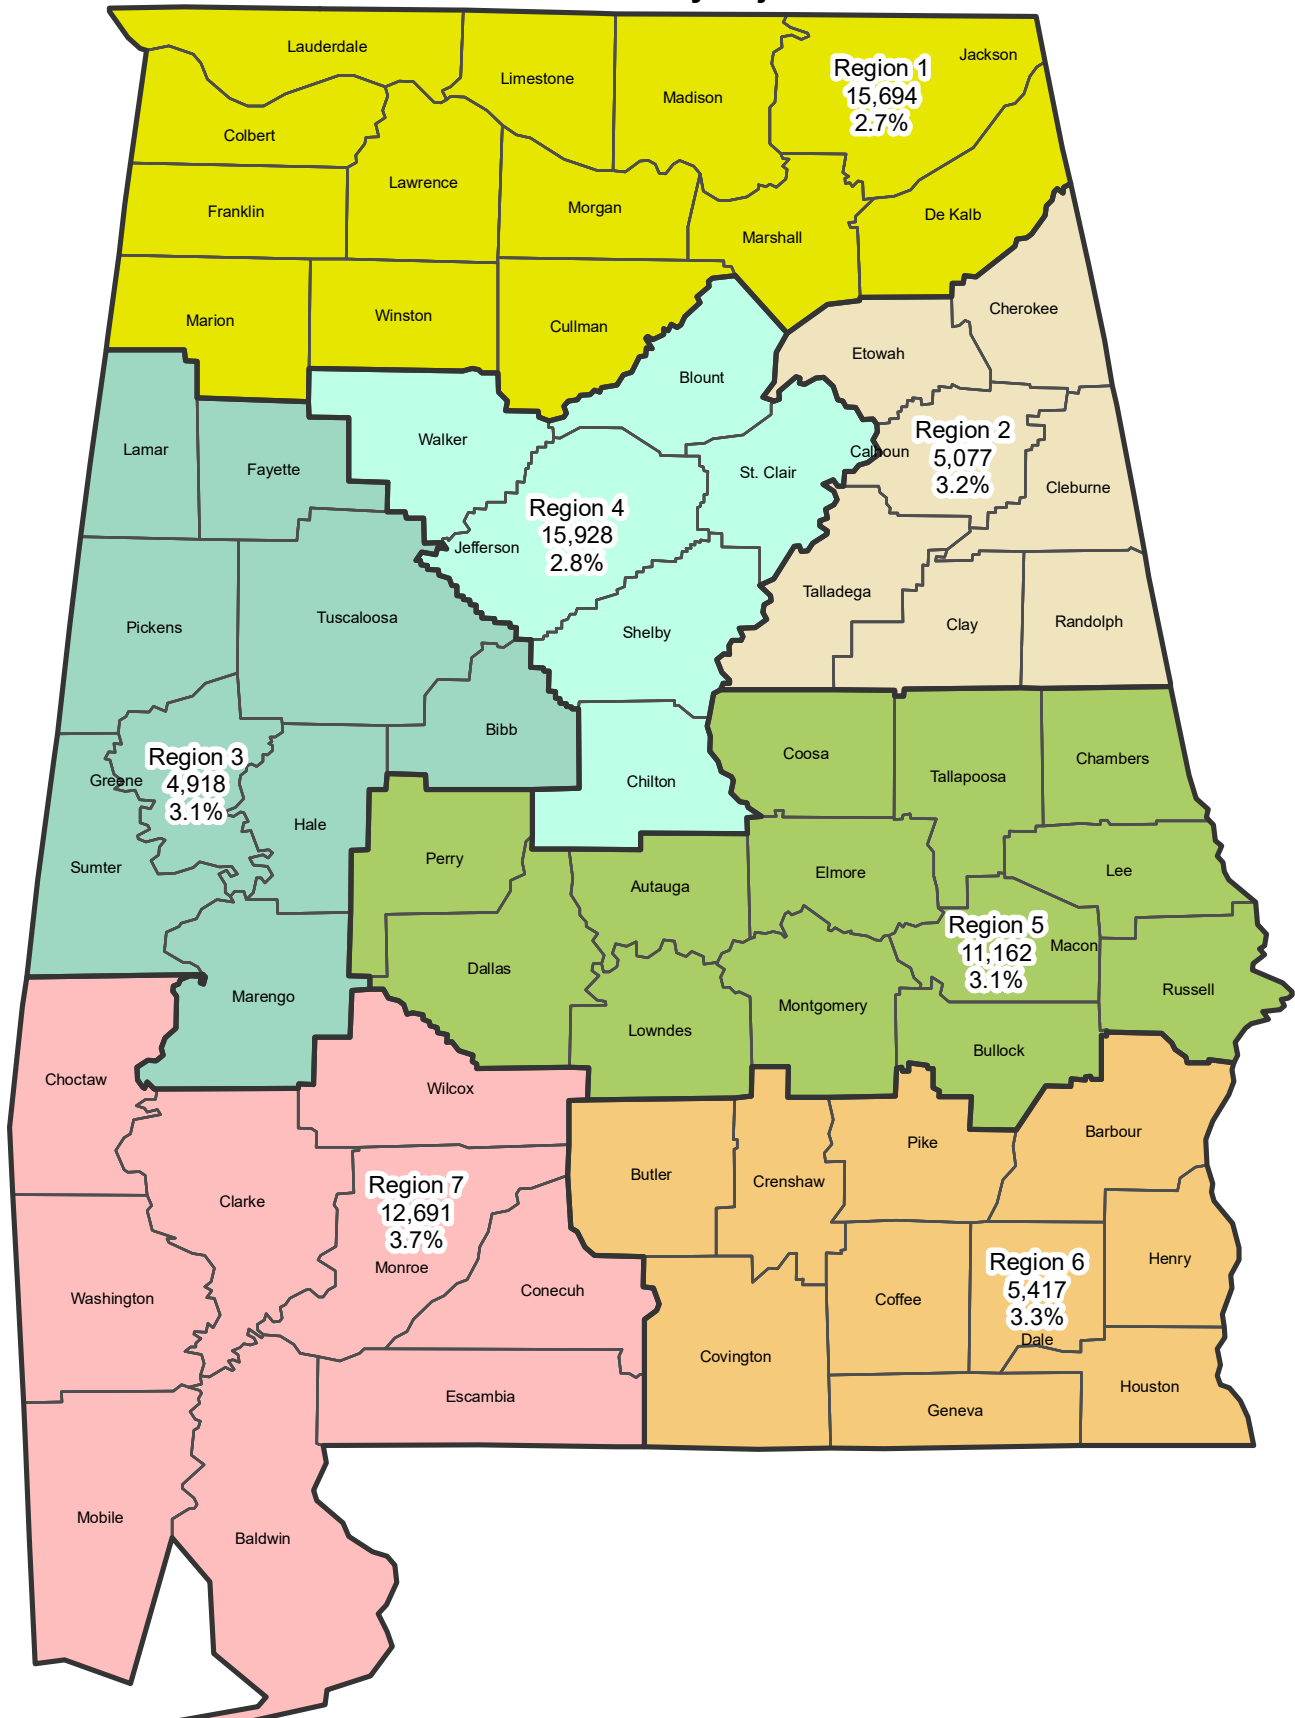 Lauderdale
Limestone
Madison
Jackson
Region 1
15,694
2.7%
Colbert
Lawrence
Franklin
Morgan
De Kalb
Marshall
Marion
Winston
Cullman
Cherokee
Etowah
Blount
Walker
Lamar
Fayette
St. Clair
Calhoun
Region 2
5,077
3.2%
Cleburne
Region 4
15,928
2.8%
Jefferson
Talladega
Pickens
Tuscaloosa
Shelby
Clay
Randolph
Bibb
Coosa
Tallapoosa
Chambers
Region 3
4,918
3.1%
Greene
Chilton
Hale
Sumter
Perry
Autauga
Elmore
Lee
Region 5
11,162
3.1%
Macon
Dallas
Marengo
Montgomery
Russell
Lowndes
Bullock
Choctaw
Wilcox
Barbour
Pike
Butler
Crenshaw
Clarke
Region 7
12,691
3.7%
Monroe
Washington
Conecuh
Henry
Region 6
5,417
3.3%
Dale
Coffee
Covington
Houston
Escambia
Geneva
Mobile
Baldwin